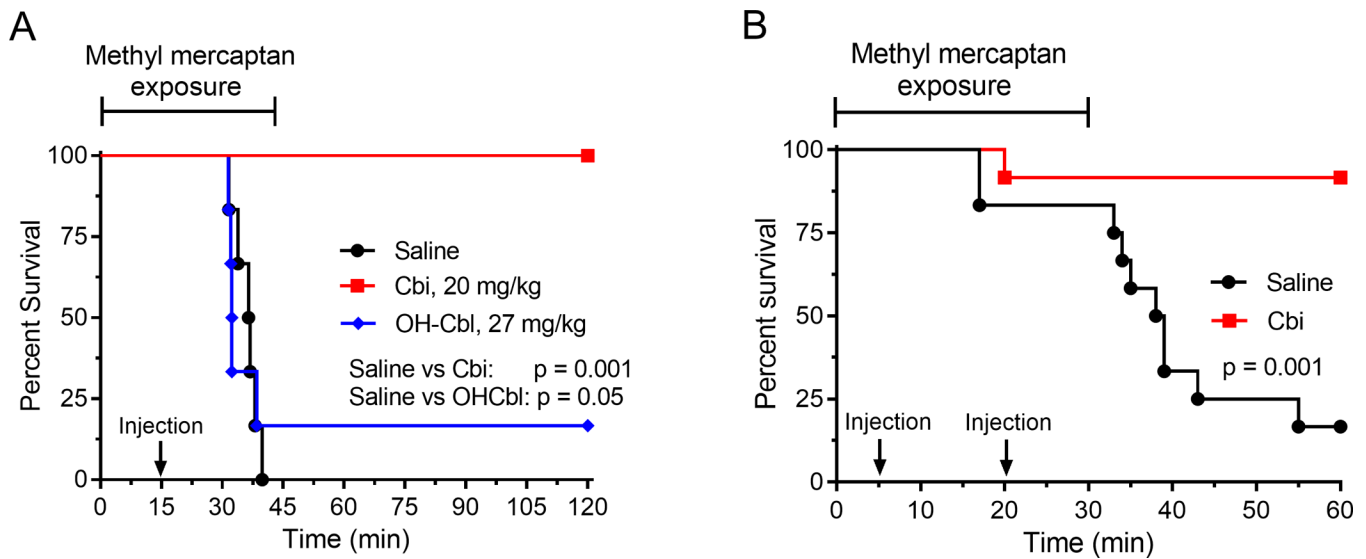 A
Methyl mercaptan
exposure
Percent Survival
100
75
50
25
0
Saline
Cbi, 20 mg/kg
OH-Cbl, 27 mg/kg
Saline vs Cbi: p = 0.001
Saline vs OHCbl: p = 0.05
Injection
0 15 30 45 60 75 90 105 120
Time (min)
B
Methyl mercaptan
exposure
Percent survival
100
75
50
25
0
Saline
Cbi
p = 0.001
Injection Injection
0 10 20 30 40 50 60
Time (min)